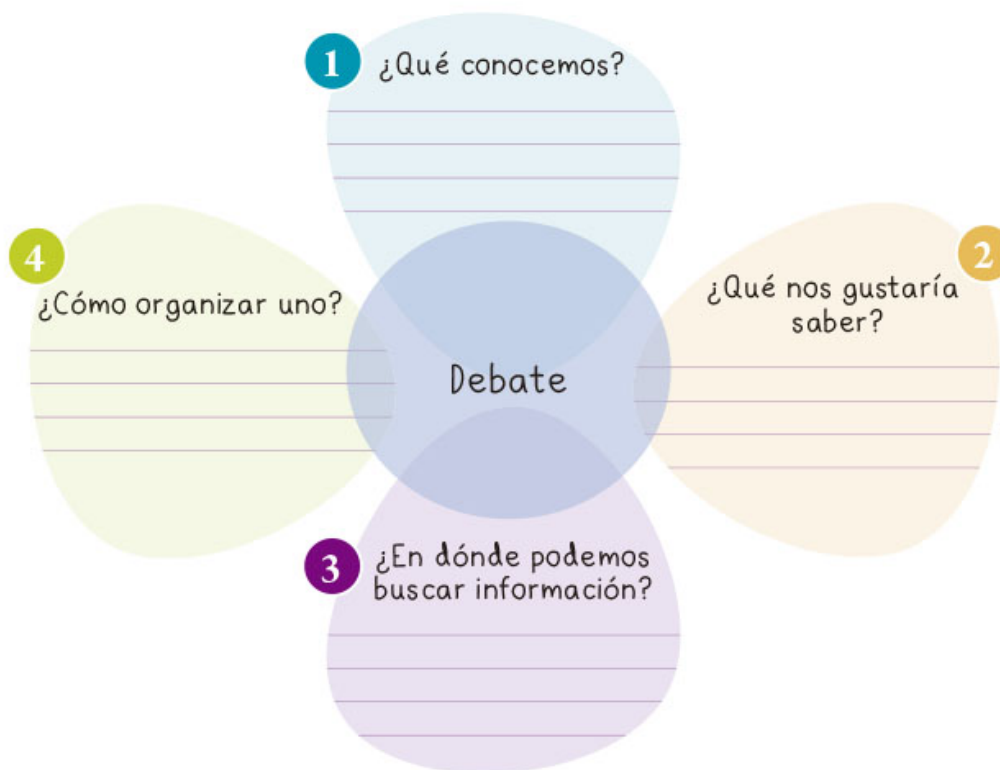 1
¿Qué conocemos?
2
¿Qué nos gustaría
saber?
3
¿En dónde podemos
buscar información?
4
¿Cómo organizar uno?
Debate